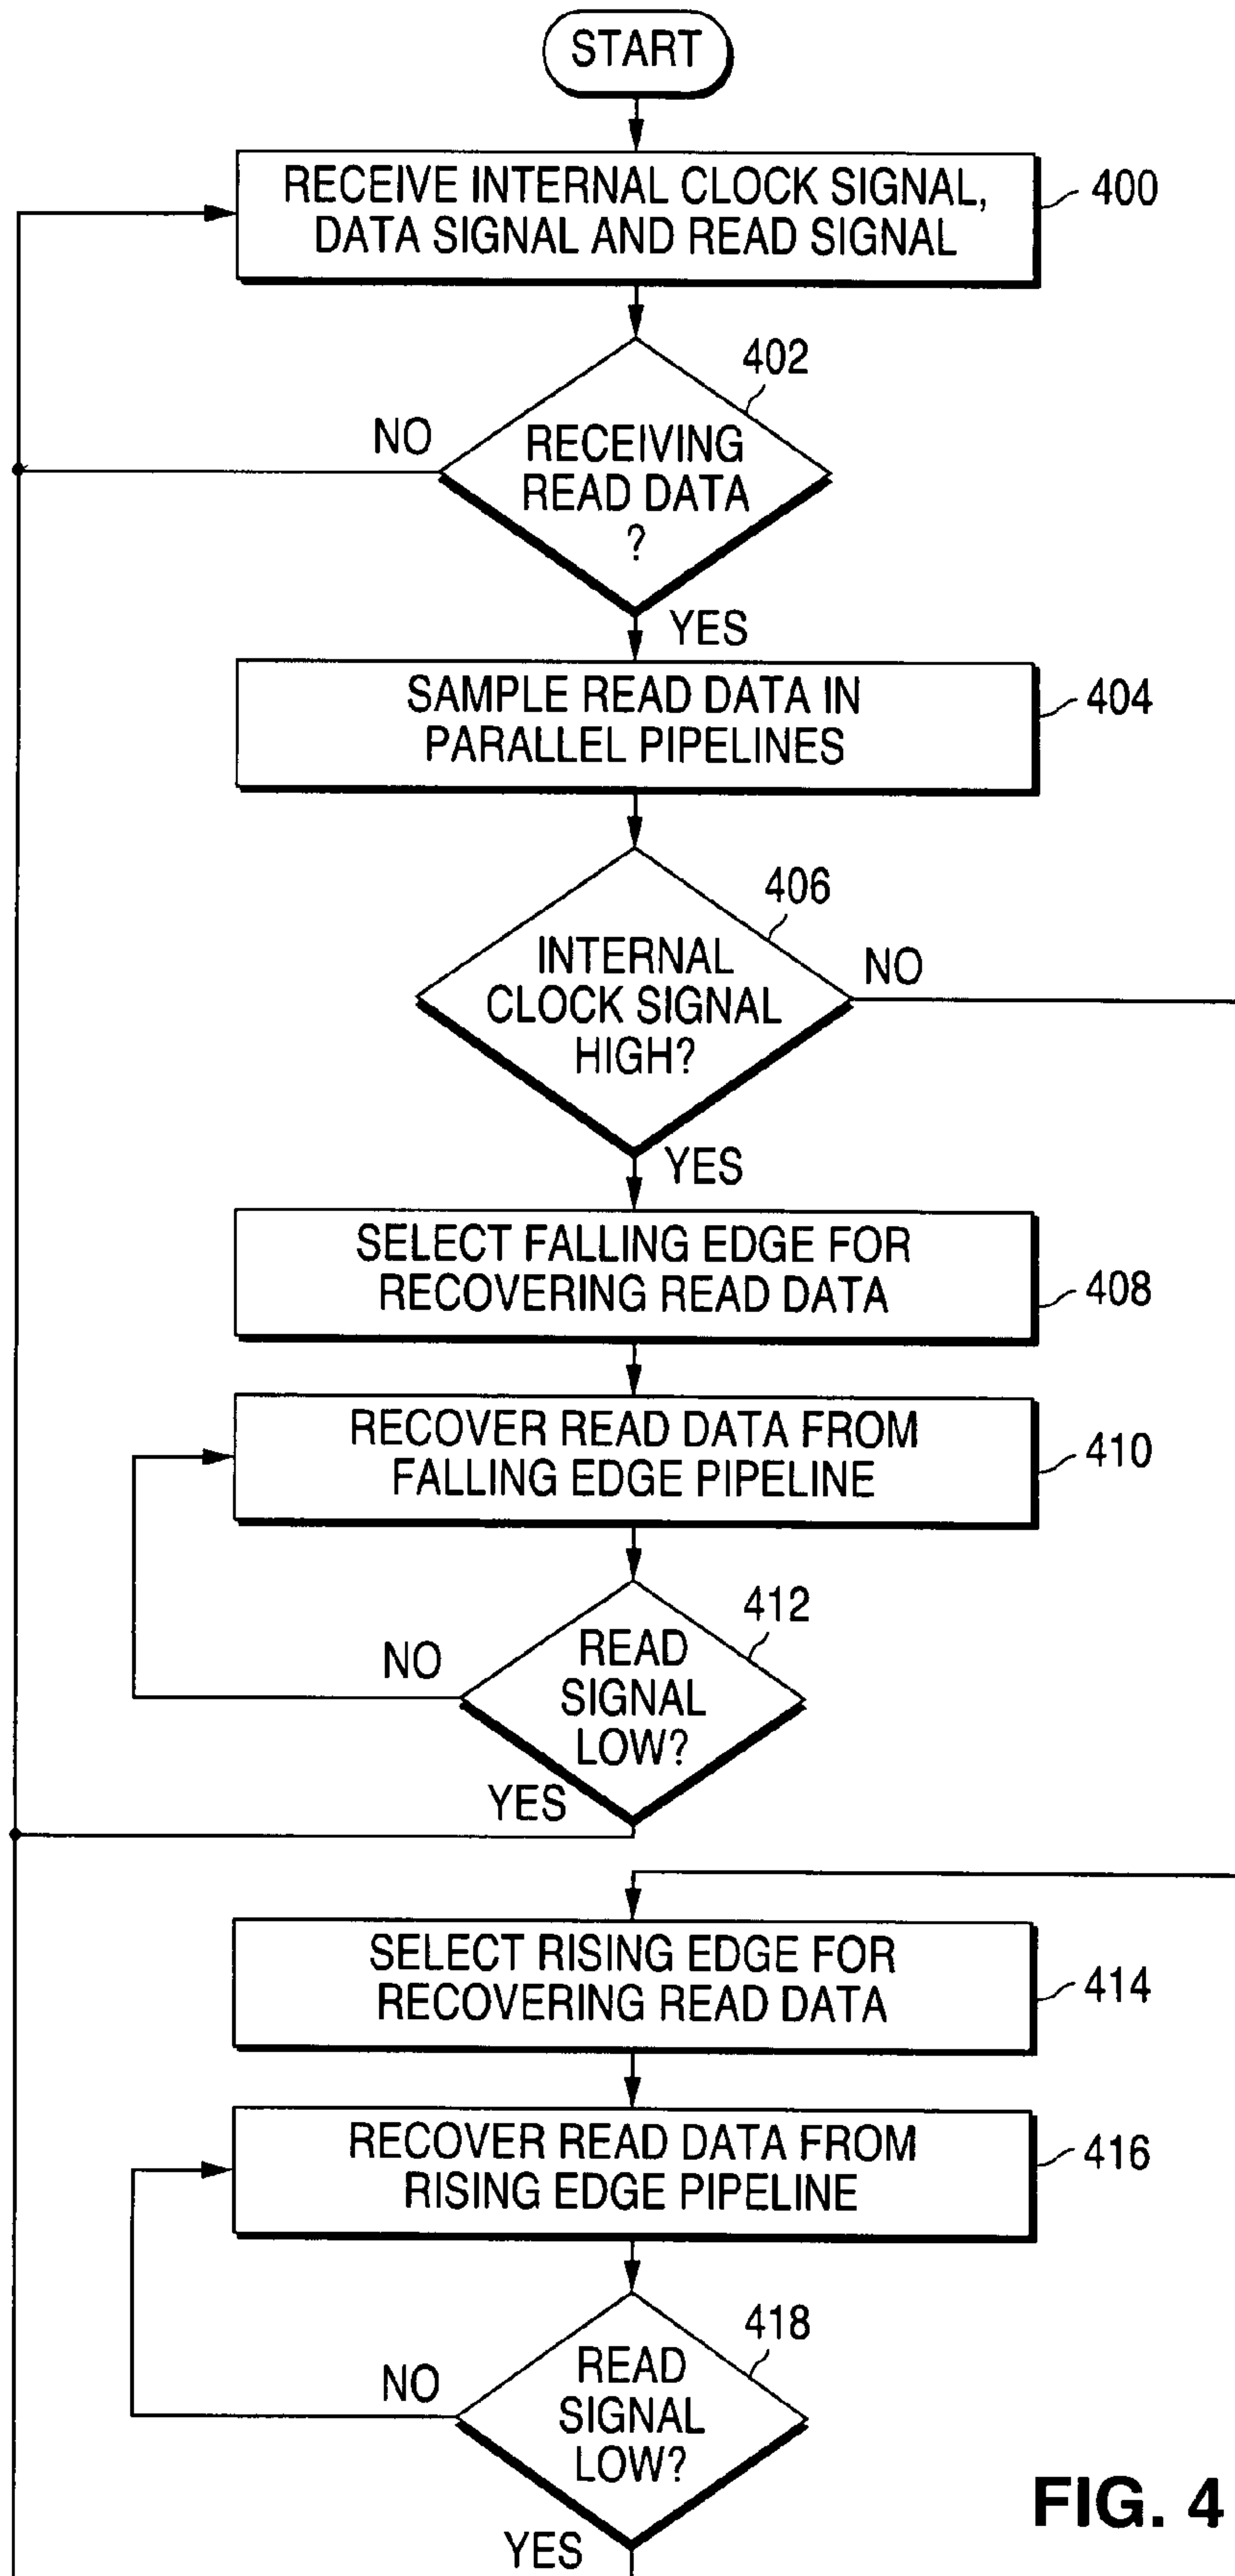 START
RECEIVE INTERNAL CLOCK SIGNAL,
DATA SIGNAL AND READ SIGNAL
400
402
NO
RECEIVING
READ DATA
?
YES
SAMPLE READ DATA IN
PARALLEL PIPELINES
404
406
INTERNAL
CLOCK SIGNAL
HIGH?
NO
YES
SELECT FALLING EDGE FOR
RECOVERING READ DATA
408
RECOVER READ DATA FROM
FALLING EDGE PIPELINE
410
412
NO
READ
SIGNAL
LOW?
YES
SELECT RISING EDGE FOR
RECOVERING READ DATA
414
RECOVER READ DATA FROM
RISING EDGE PIPELINE
416
418
NO
READ
SIGNAL
LOW?
YES
FIG. 4